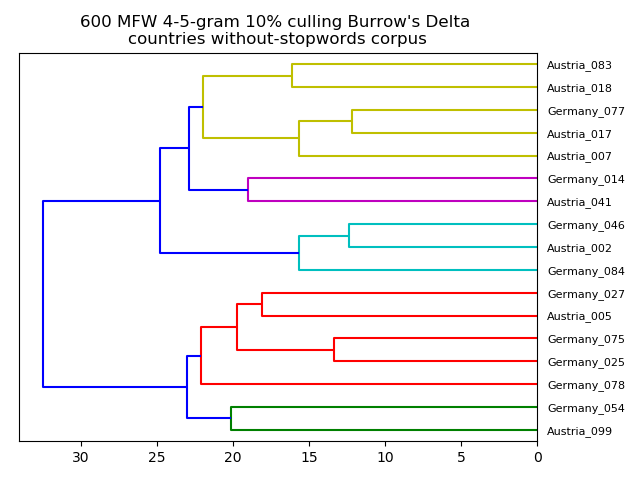 600 MFW 4-5-gram 10% culling Burrow's Delta
countries without-stopwords corpus
Austria_083
Austria_018
Germany_077
Austria_017
Austria_007
Germany_014
Austria_041
Germany_046
Austria_002
Germany_084
Germany_027
Austria_005
Germany_075
Germany_025
Germany_078
Germany_054
Austria_099
30 25 20 15 10 5 0